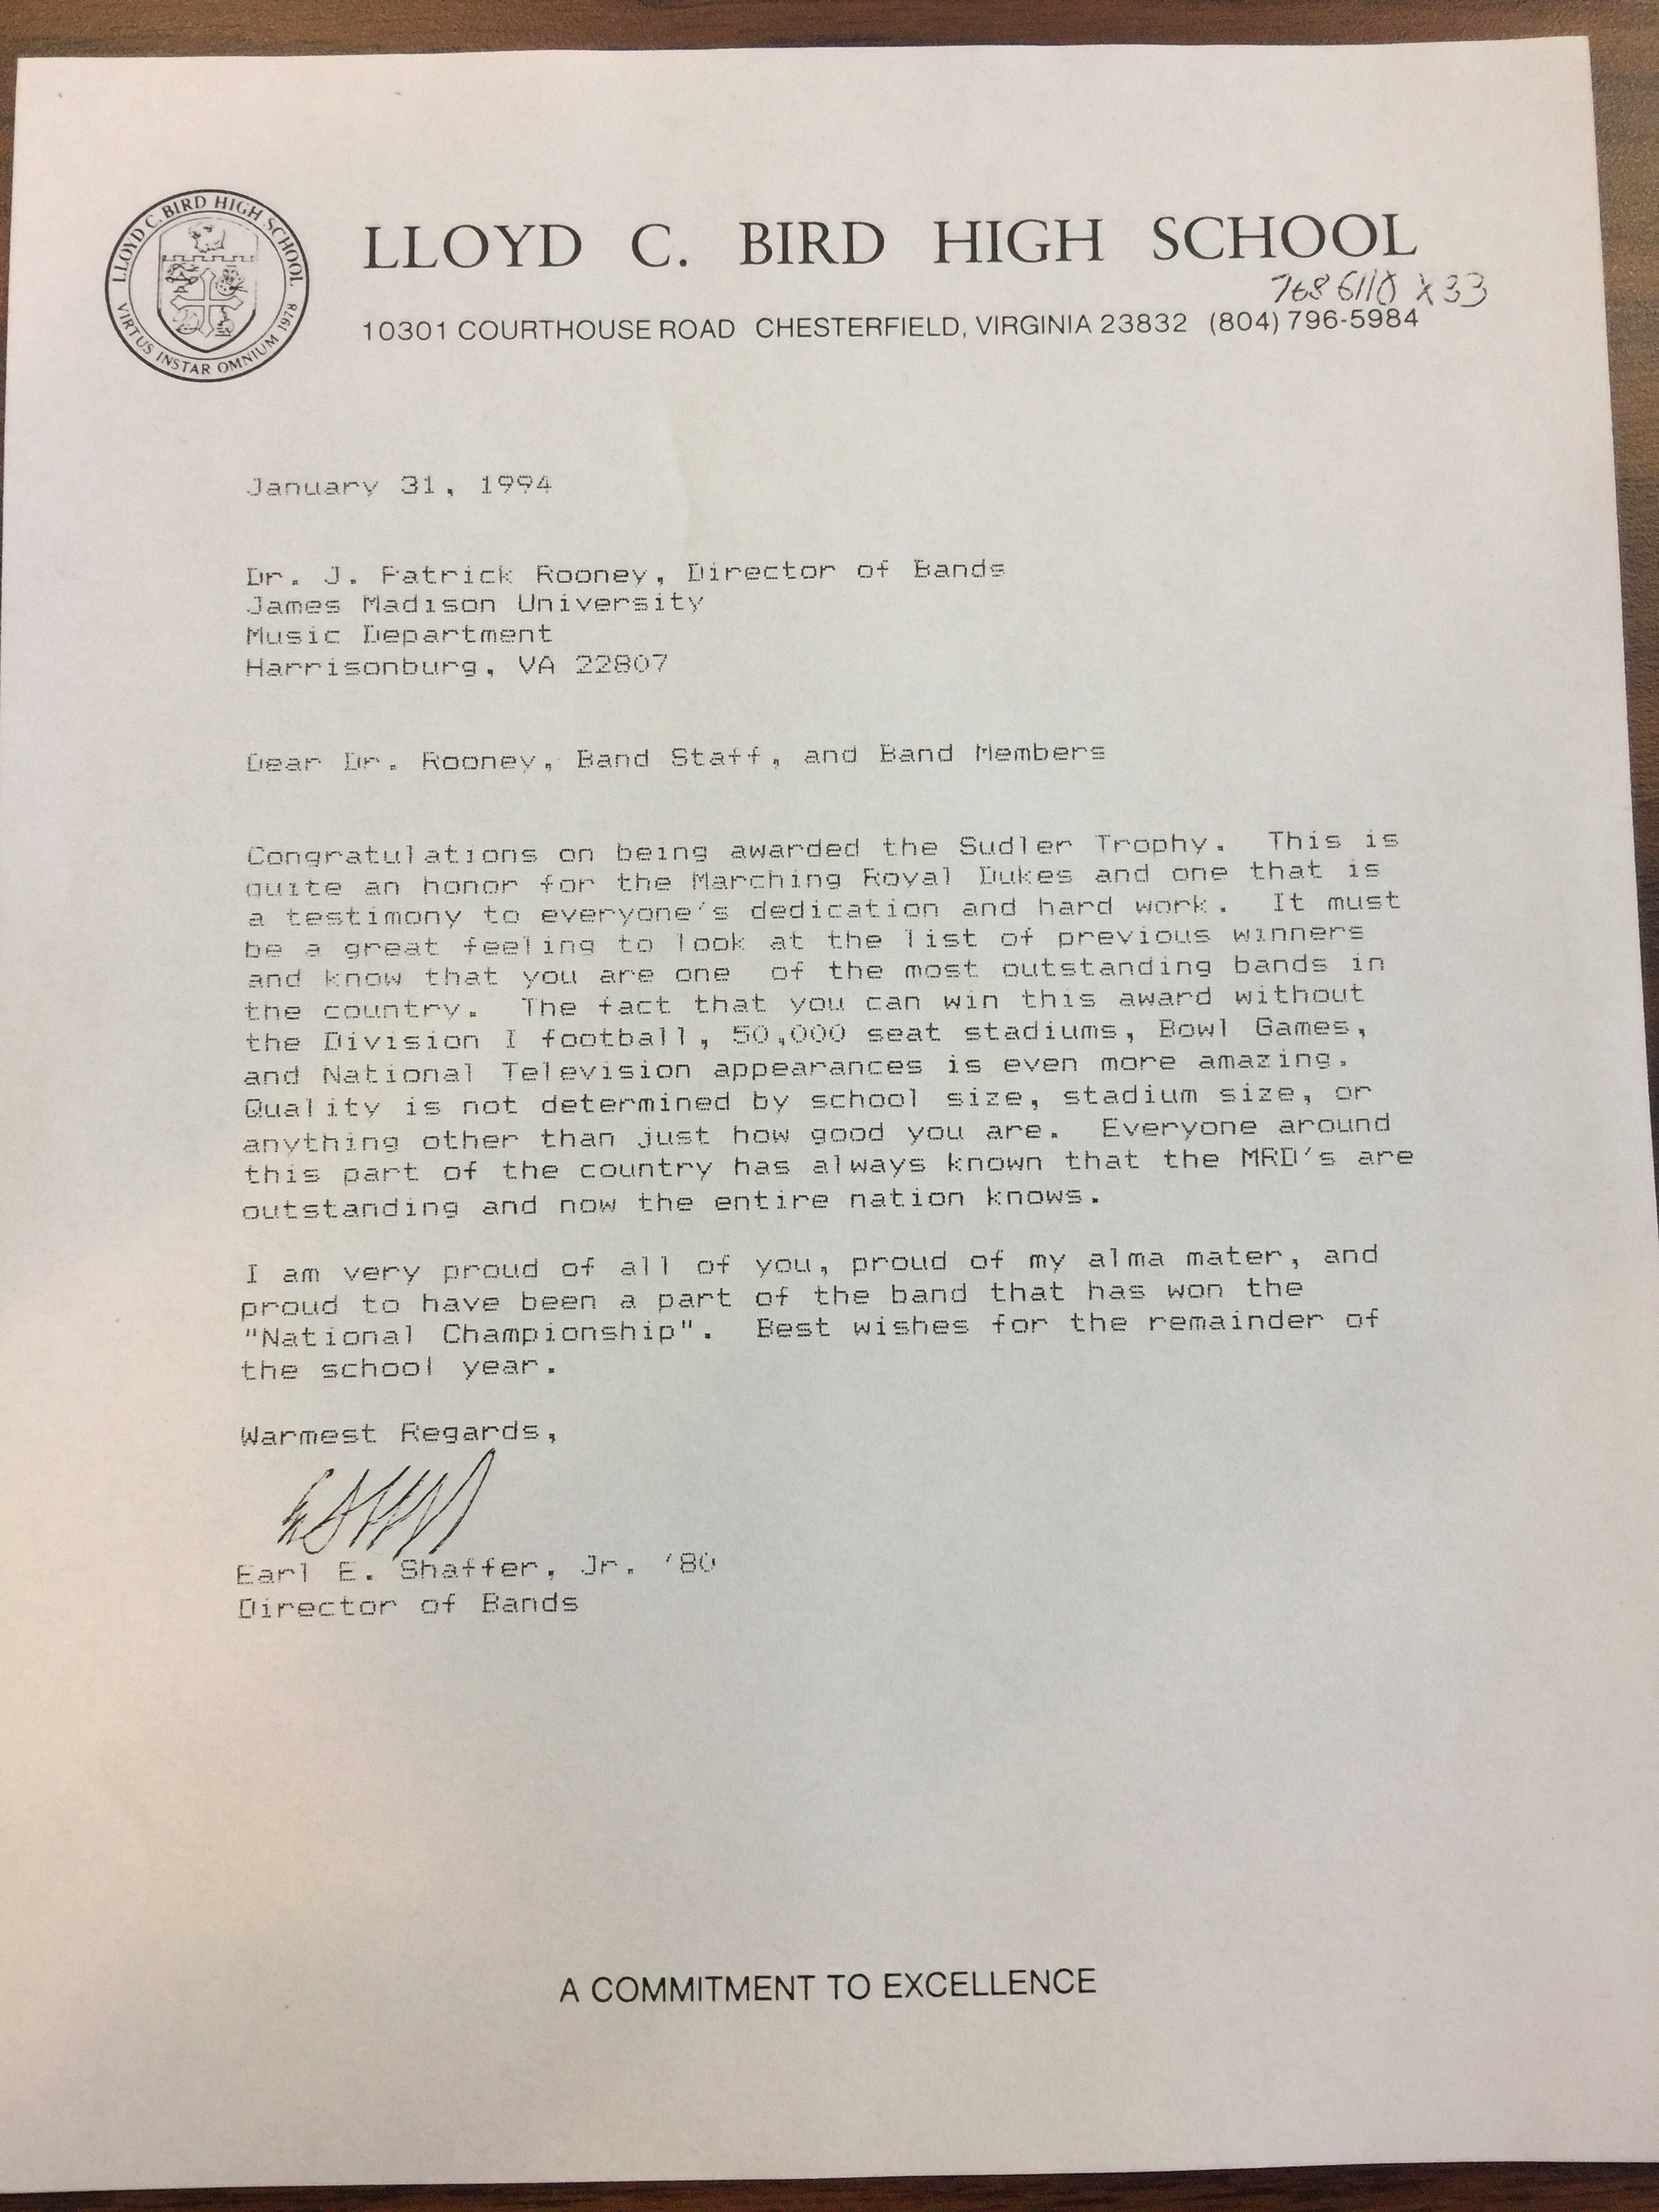 LLOYD C. BIRD HIGH SCHOOL
VIRTUS INSTAR OMNIUM 1978
LLOYD C. BIRD HIGH SCHOOL
768 6110 x33
10301 COURTHOUSE ROAD CHESTERFIELD, VIRGINIA 23832 (804) 796-5984
January 31, 1994
Dr. J. Patrick Rooney, Director of Bands
James Madison University
Music Department
Harrisonburg, VA 22807
Dear Dr. Rooney, Band Staff, and Band Members
Congratulations on being awarded the Sudler Trophy. This is
quite an honor for the Marching Royal Dukes and one that is
a testimony to everyone's dedication and hard work. It must
be a great feeling to look at the list of previous winners
and know that you are one of the most outstanding bands in
the country. The fact that you can win this award without
the Division I football, 50,000 seat stadiums, Bowl Games,
and National Television appearances is even more amazing.
Quality is not determined by school size, stadium size, or
anything other than just how good you are. Everyone around
this part of the country has always known that the MRD's are
outstanding and now the entire nation knows.
I am very proud of all of you, proud of my alma mater, and
proud to have been a part of the band that has won the
"National Championship". Best wishes for the remainder of
the school year.
Warmest Regards,
Earl E. Shaffer, Jr. '80
Director of Bands
A COMMITMENT TO EXCELLENCE